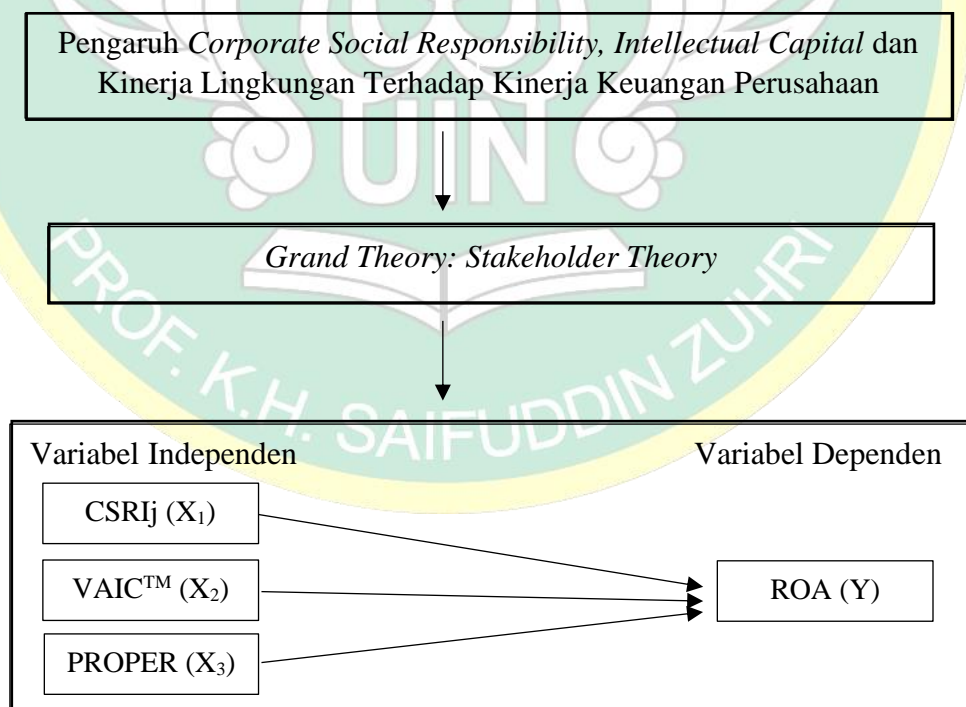 Pengaruh Corporate Social Responsibility, Intellectual Capital dan
Kinerja Lingkungan Terhadap Kinerja Keuangan Perusahaan
UIN
Grand Theory: Stakeholder Theory
PROF. K.H. SAIFUDDIN ZUHRI
Variabel Independen
Variabel Dependen
CSRIj (X₁)
VAIC™ (X₂)
ROA (Y)
PROPER (X₃)